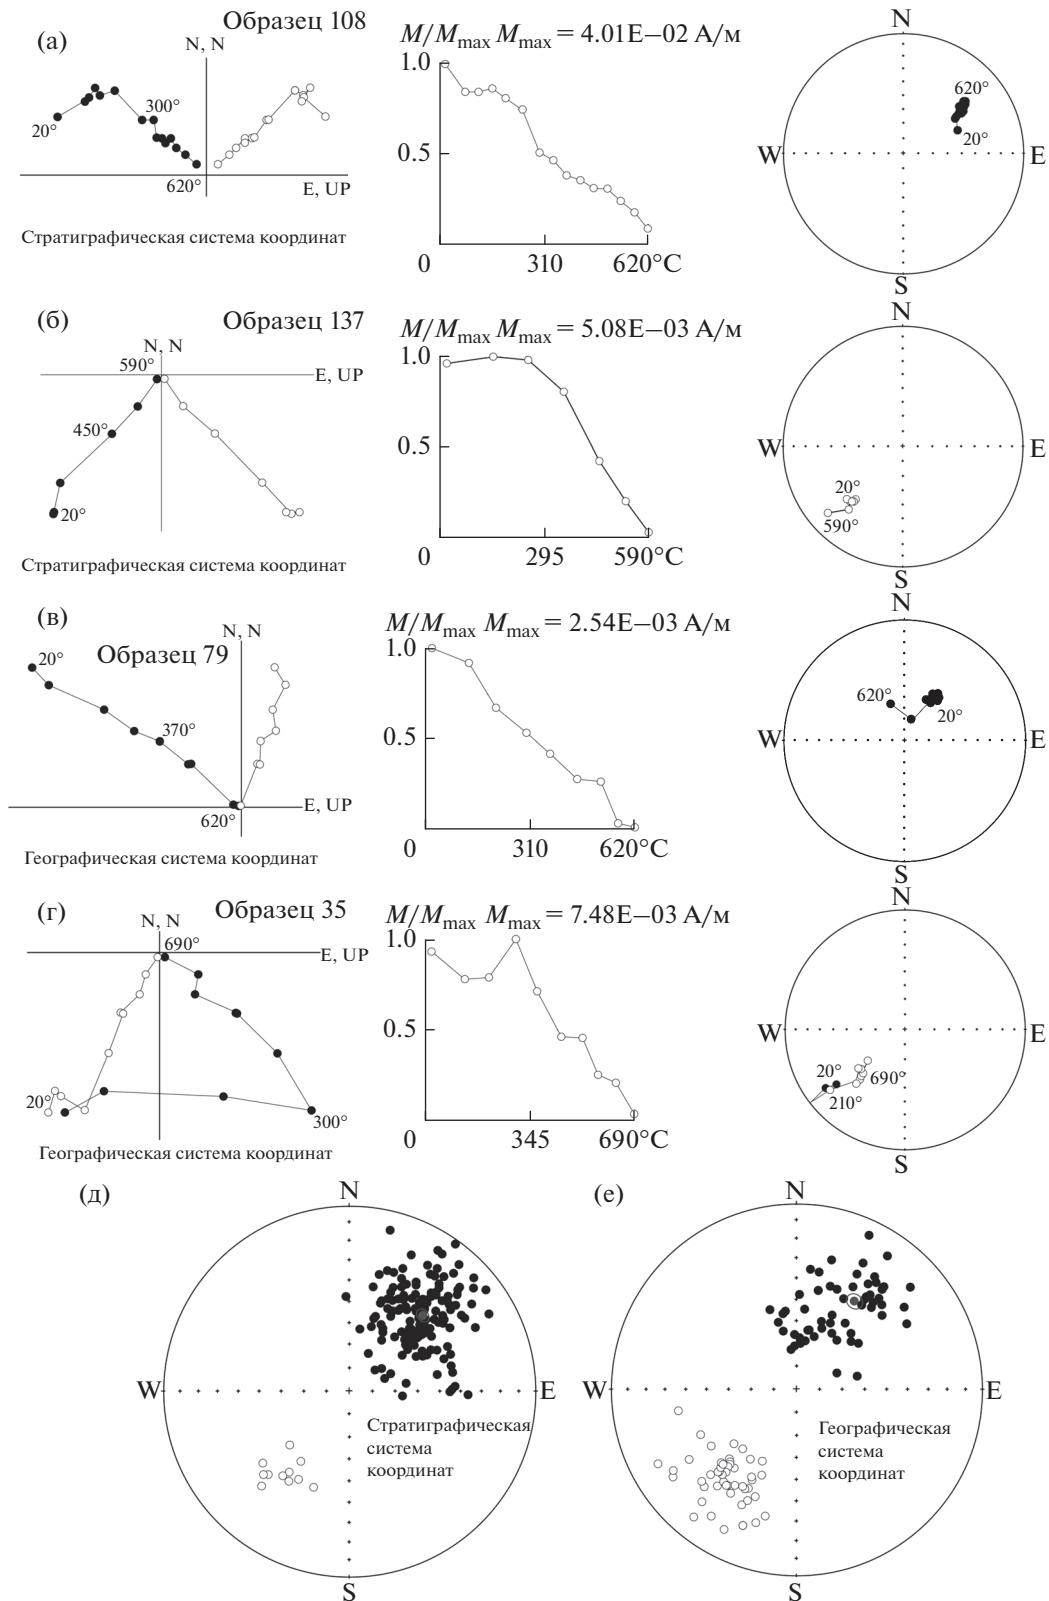 (а)
Образец 108
N, N
300°
20°
620°
E, UP
Стратиграфическая система координат
M/Mmax Mmax = 4.01E–02 А/м
1.0
0.5
0
310
620°C
N
620°
20°
W
E
S
(б)
Образец 137
N, N
590°
E, UP
450°
20°
Стратиграфическая система координат
M/Mmax Mmax = 5.08E–03 А/м
1.0
0.5
0
295
590°C
N
W
E
20°
590°
S
(в)
N, N
20°
Образец 79
370°
620°
E, UP
Географическая система координат
M/Mmax Mmax = 2.54E–03 А/м
1.0
0.5
0
310
620°C
N
620°
20°
W
E
S
(г)
Образец 35
N, N
690°
E, UP
20°
300°
Географическая система координат
M/Mmax Mmax = 7.48E–03 А/м
1.0
0.5
0
345
690°C
N
W
E
20°
690°
210°
S
(д)
N
W
E
Стратиграфическая
система
координат
S
(е)
N
W
E
Географическая
система
координат
S